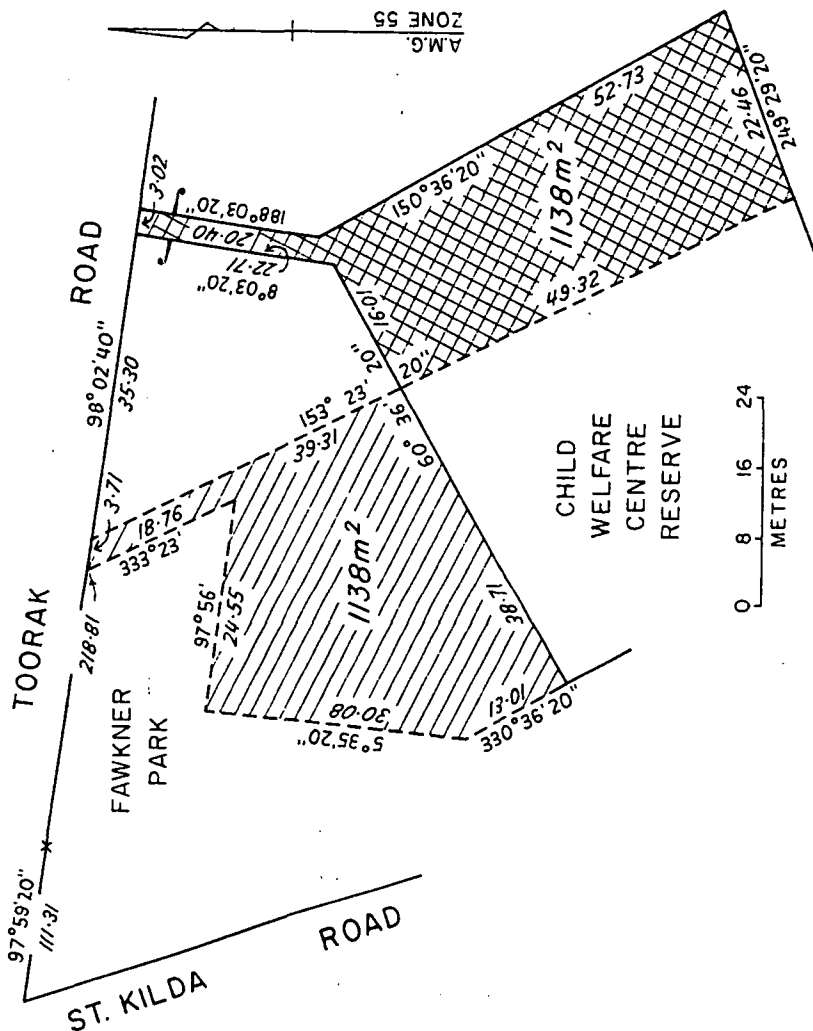 A.M.G.
ZONE 55
TOORAK
ROAD
97° 59' 20"
111·31
218·81
3·71
98° 02' 40"
35·30
3·02
188° 03' 20"
20·40
22·71
8° 03' 20"
FAWKNER
PARK
333° 23'
18·76
97° 56'
24·55
153° 23' 20"
39·31
16·01
60° 36' 20"
150° 36' 20"
52·73
1138m²
49·32
22·46
249° 29' 20"
1138m²
38·71
30·08
5° 35' 20"
10·31
330° 36' 20"
CHILD
WELFARE
CENTRE
RESERVE
0 8 16 24
METRES
ST. KILDA
ROAD